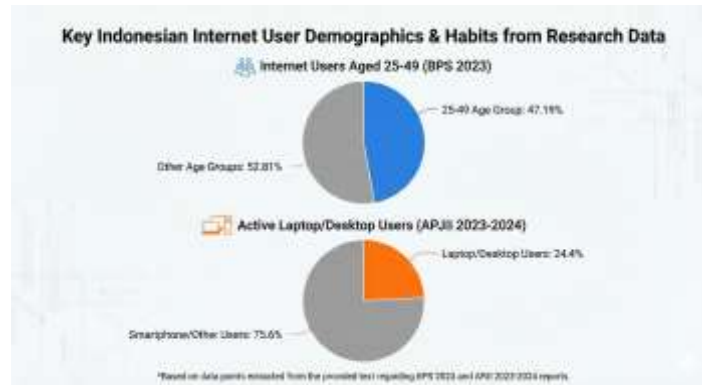 Key Indonesian Internet User Demographics & Habits from Research Data
Internet Users Aged 25-49 (BPS 2023)
25-49 Age Group: 47.19%
Other Age Groups: 52.81%
Active Laptop/Desktop Users (APJII 2023-2024)
Laptop/Desktop Users: 24.4%
Smartphone/Other Users: 75.6%
*Based on data points extracted from the provided text regarding BPS 2023 and APJII 2023-2024 reports.